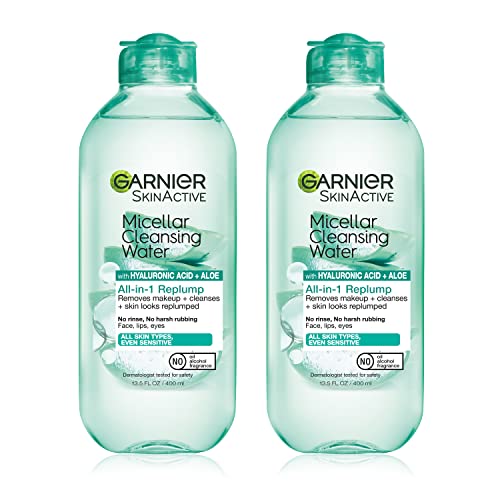 GARNIER
SKINACTIVE
Micellar
Cleansing
Water
with HYALURONIC ACID + ALOE
All-in-1 Replump
Removes makeup + cleanses
+ skin looks replumped
No rinse, No harsh rubbing
Face, lips, eyes
ALL SKIN TYPES,
EVEN SENSITIVE
NO oil
alcohol
fragrance
Dermatologist tested for safety
13.5 FL OZ / 400 ml
GARNIER
SKINACTIVE
Micellar
Cleansing
Water
with HYALURONIC ACID + ALOE
All-in-1 Replump
Removes makeup + cleanses
+ skin looks replumped
No rinse, No harsh rubbing
Face, lips, eyes
ALL SKIN TYPES,
EVEN SENSITIVE
NO oil
alcohol
fragrance
Dermatologist tested for safety
13.5 FL OZ / 400 ml